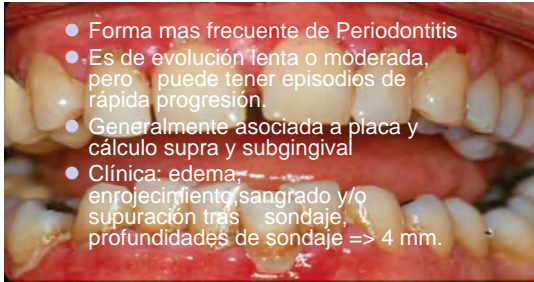 ● Forma mas frecuente de Periodontitis
● Es de evolución lenta o moderada,
pero puede tener episodios de
rápida progresión.
● Generalmente asociada a placa y
cálculo supra y subgingival
● Clínica: edema,
enrojecimiento,sangrado y/o
supuración tras sondaje,
profundidades de sondaje => 4 mm.